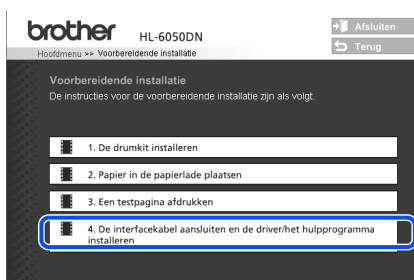 brother HL-6050DN
Afsluiten
Hoofdmenu >> Voorbereidende installatie
Terug
Voorbereidende installatie
De instructies voor de voorbereidende installatie zijn als volgt.
1. De drumkit installeren
2. Papier in de papierlade plaatsen
3. Een testpagina afdrukken
4. De interfacekabel aansluiten en de driver/het hulpprogramma
installeren